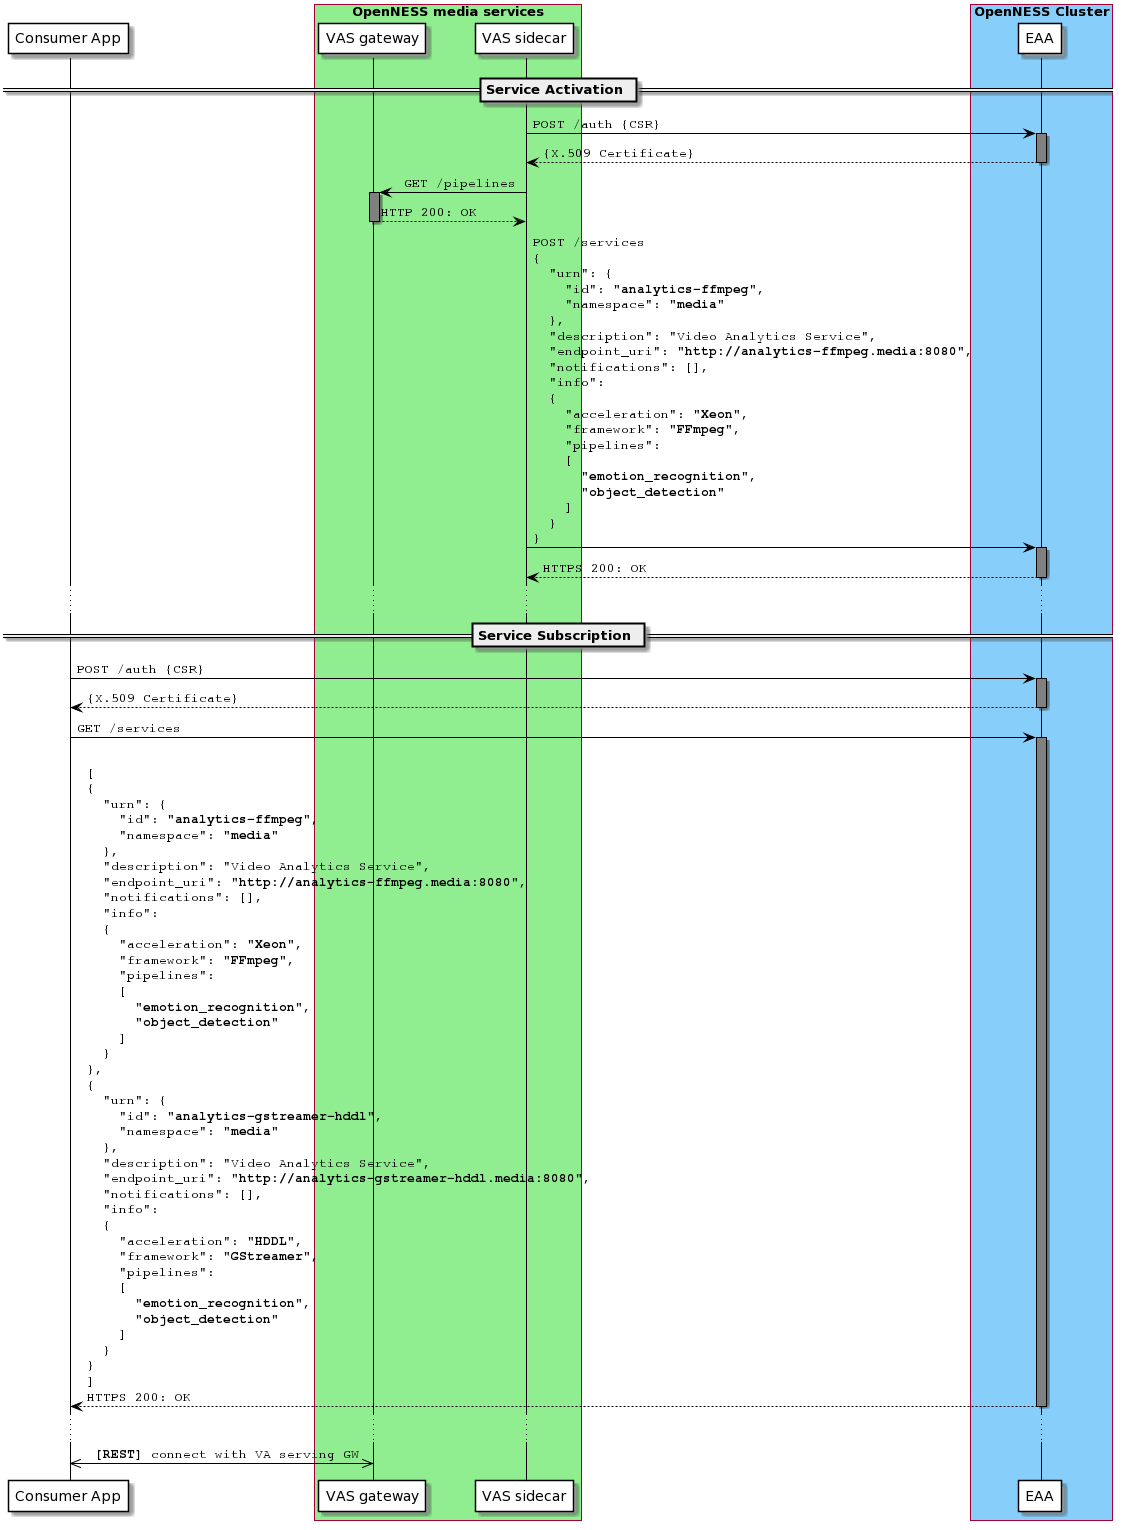 OpenNESS media services
OpenNESS Cluster
Consumer App
VAS gateway
VAS sidecar
EAA
Service Activation
POST /auth {CSR}
{X.509 Certificate}
GET /pipelines
HTTP 200: OK
POST /services
{
"urn": {
"id": "analytics-ffmpeg",
"namespace": "media"
},
"description": "Video Analytics Service",
"endpoint_uri": "http://analytics-ffmpeg.media:8080",
"notifications": [],
"info":
{
"acceleration": "Xeon",
"framework": "FFmpeg",
"pipelines":
[
"emotion_recognition",
"object_detection"
]
}
}
HTTPS 200: OK
Service Subscription
POST /auth {CSR}
{X.509 Certificate}
GET /services
[
{
"urn": {
"id": "analytics-ffmpeg",
"namespace": "media"
},
"description": "Video Analytics Service",
"endpoint_uri": "http://analytics-ffmpeg.media:8080",
"notifications": [],
"info":
{
"acceleration": "Xeon",
"framework": "FFmpeg",
"pipelines":
[
"emotion_recognition",
"object_detection"
]
}
},
{
"urn": {
"id": "analytics-gstreamer-hddl",
"namespace": "media"
},
"description": "Video Analytics Service",
"endpoint_uri": "http://analytics-gstreamer-hddl.media:8080",
"notifications": [],
"info":
{
"acceleration": "HDDL",
"framework": "GStreamer",
"pipelines":
[
"emotion_recognition",
"object_detection"
]
}
}
]
HTTPS 200: OK
[REST] connect with VA serving GW
Consumer App
VAS gateway
VAS sidecar
EAA